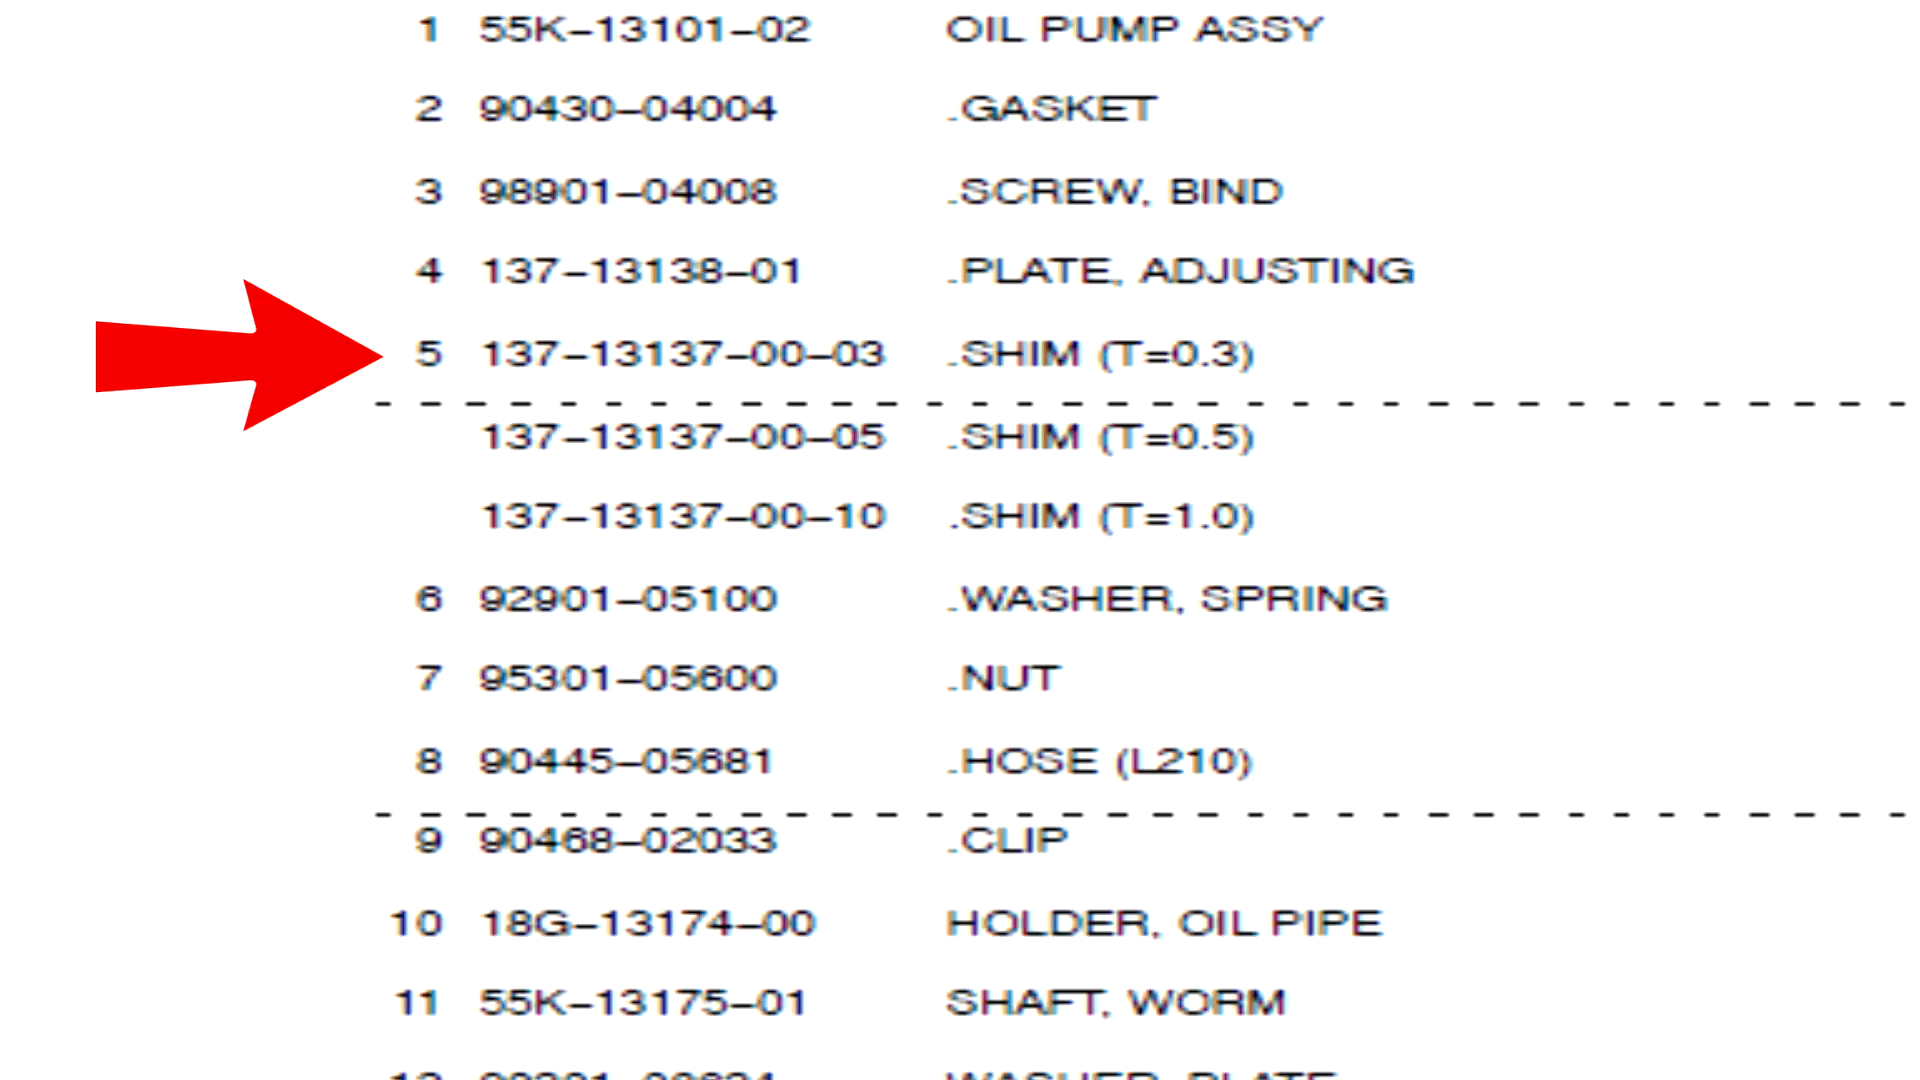 1 55K-13101-02 OIL PUMP ASSY
2 90430-04004 .GASKET
3 98901-04008 .SCREW, BIND
4 137-13138-01 .PLATE, ADJUSTING
5 137-13137-00-03 .SHIM (T=0.3)
137-13137-00-05 .SHIM (T=0.5)
137-13137-00-10 .SHIM (T=1.0)
6 92901-05100 .WASHER, SPRING
7 95301-05600 .NUT
8 90445-05681 .HOSE (L210)
9 90468-02033 .CLIP
10 18G-13174-00 HOLDER, OIL PIPE
11 55K-13175-01 SHAFT, WORM
WASHER, PLATE